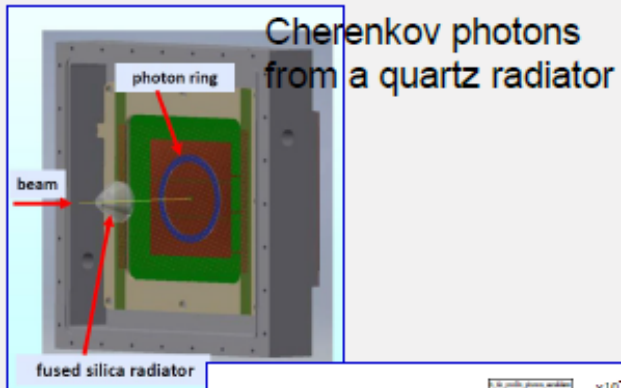 Cherenkov photons
from a quartz radiator
photon ring
beam
fused silica radiator